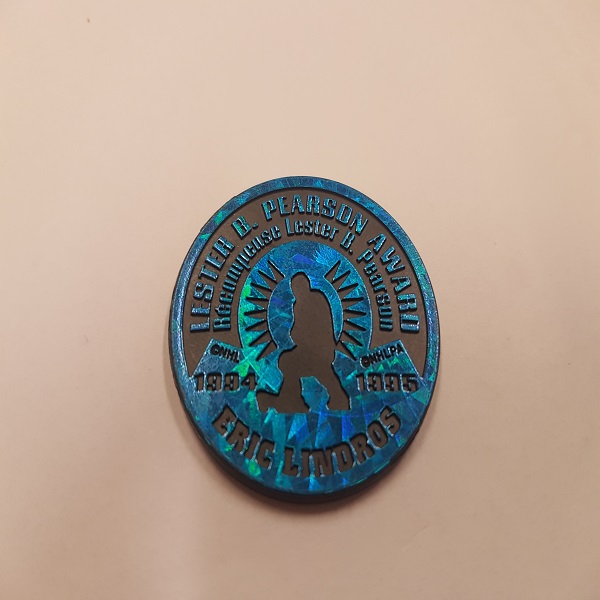 LESTER B. PEARSON AWARD
Récompense Lester B. Pearson
©NHL
©NHLPA
1994
1995
ERIC LINDROS